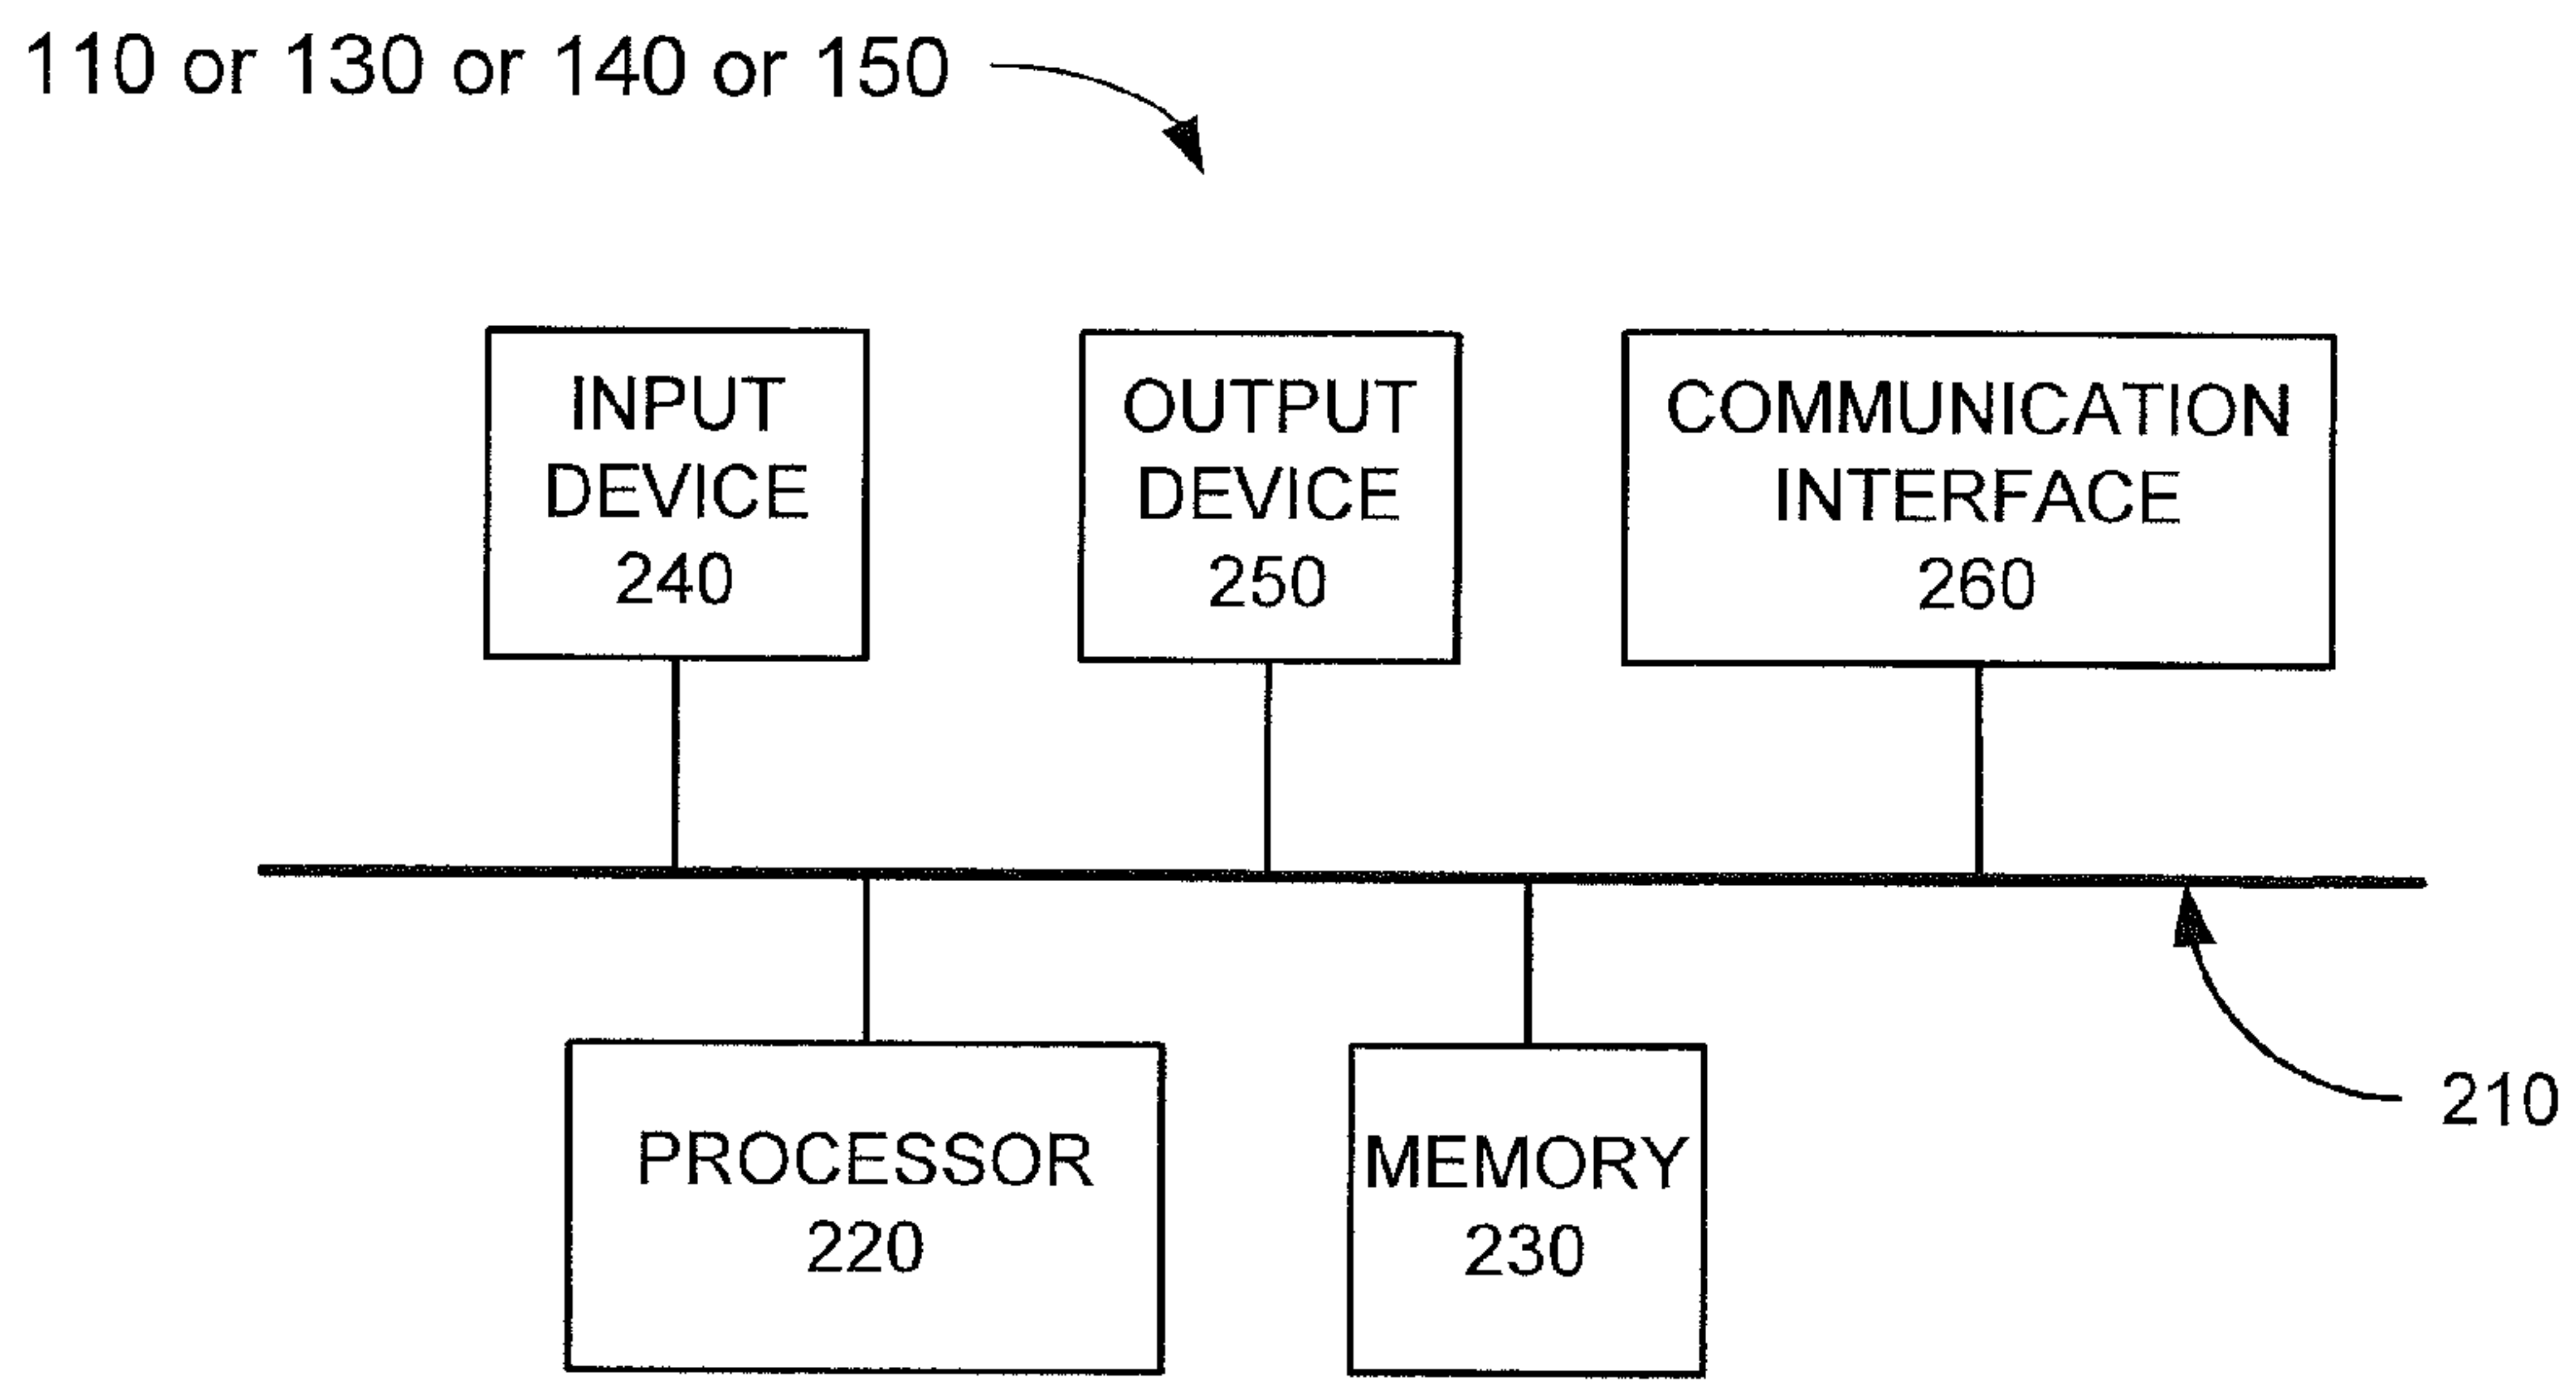 110 or 130 or 140 or 150
INPUT
DEVICE
240
OUTPUT
DEVICE
250
COMMUNICATION
INTERFACE
260
PROCESSOR
220
MEMORY
230
210